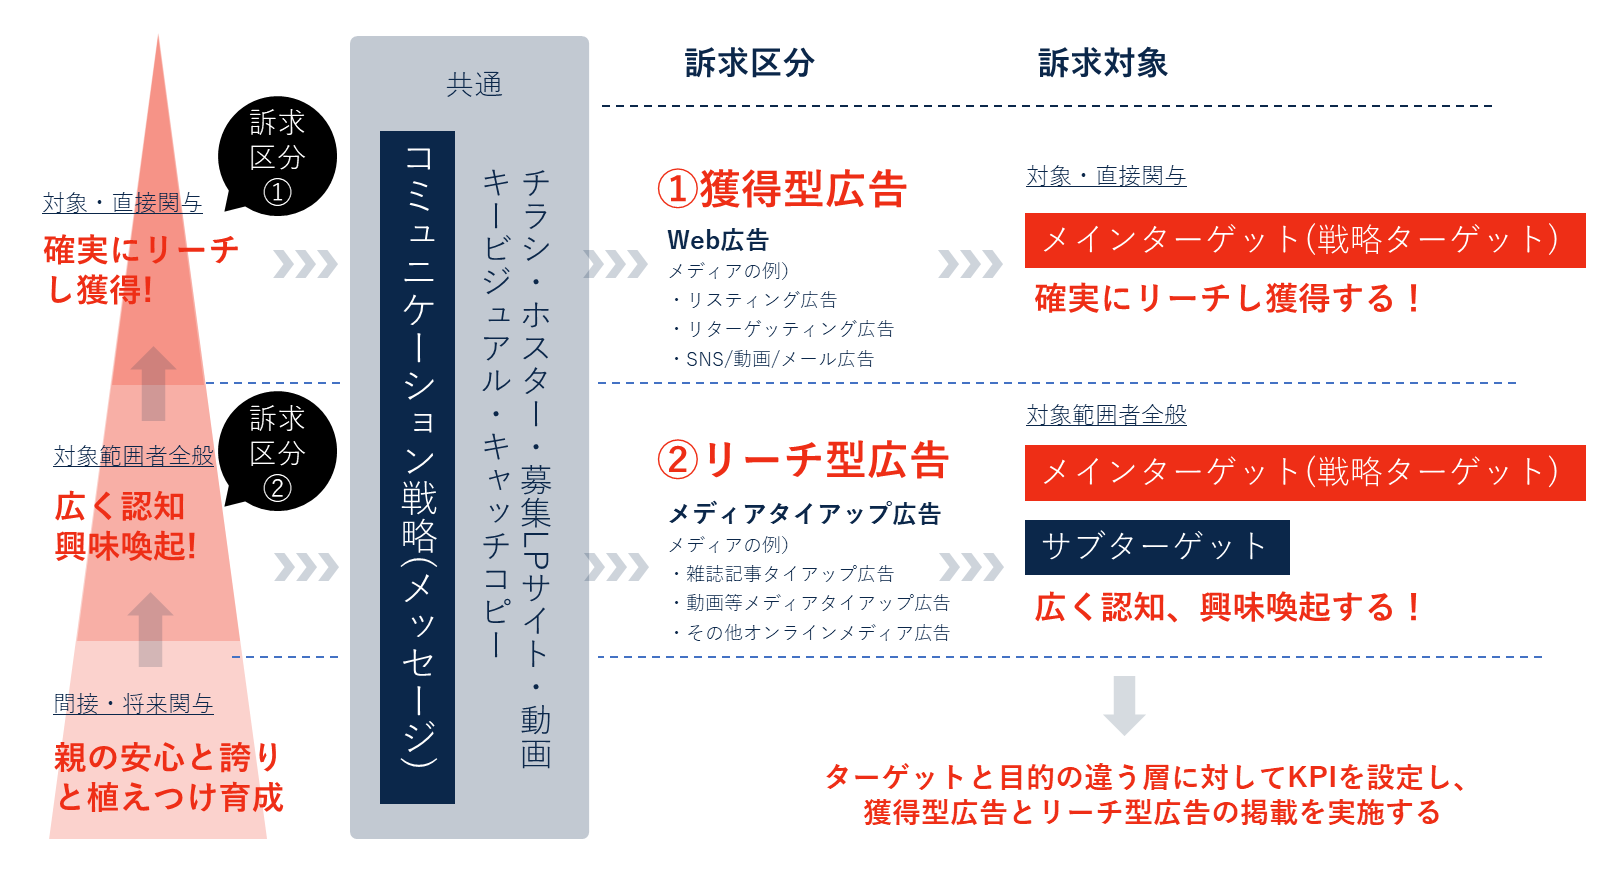 対象・直接関与
確実にリーチ
し獲得!
訴求
区分
①
対象範囲者全般
広く認知
興味喚起!
訴求
区分
②
間接・将来関与
親の安心と誇り
と植えつけ育成
共通
コミュニケーション戦略(メッセージ)
チラシ・ホスター・募集LPサイト・動画
キービジュアル・キャッチコピー
訴求区分
訴求対象
①獲得型広告
Web広告
メディアの例）
・リスティング広告
・リターゲッティング広告
・SNS/動画/メール広告
対象・直接関与
メインターゲット(戦略ターゲット）
確実にリーチし獲得する！
②リーチ型広告
メディアタイアップ広告
メディアの例）
・雑誌記事タイアップ広告
・動画等メディアタイアップ広告
・その他オンラインメディア広告
対象範囲者全般
メインターゲット(戦略ターゲット）
サブターゲット
広く認知、興味喚起する！
ターゲットと目的の違う層に対してKPIを設定し、
獲得型広告とリーチ型広告の掲載を実施する